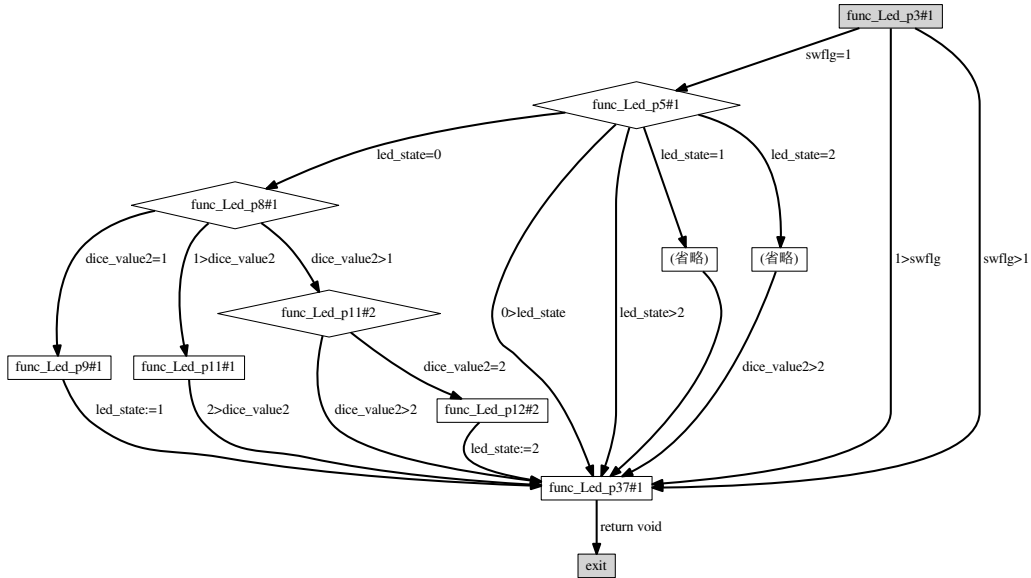 func_Led_p3#1
swflg=1
func_Led_p5#1
led_state=0
led_state=1
led_state=2
func_Led_p8#1
dice_value2=1
1>dice_value2
dice_value2>1
(省略)
(省略)
1>swflg
swflg>1
func_Led_p11#2
0>led_state
led_state>2
func_Led_p9#1
func_Led_p11#1
dice_value2=2
dice_value2>2
led_state:=1
2>dice_value2
dice_value2>2
func_Led_p12#2
led_state:=2
func_Led_p37#1
return void
exit